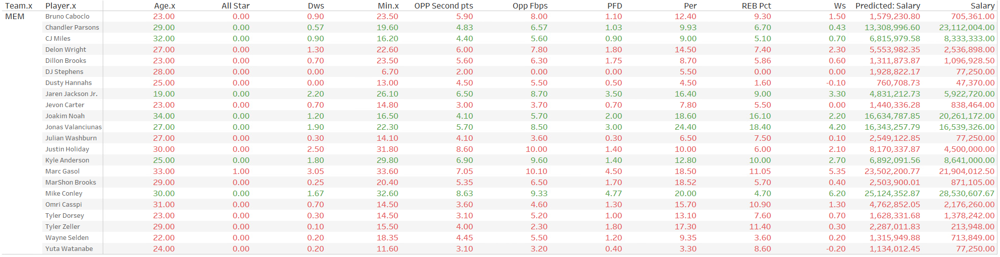 Team.x Player.x Age.x All Star Dws Min.x OPP Second pts Opp Fbps PFD Per REB Pct Ws Predicted: Salary Salary
MEM Bruno Caboclo 23.00 0.00 0.90 23.50 5.90 8.00 1.10 12.40 9.30 1.50 1,579,230.80 705,361.00
Chandler Parsons 29.00 0.00 0.57 19.60 4.83 6.57 1.03 9.93 6.70 0.43 13,308,996.60 23,112,004.00
CJ Miles 32.00 0.00 0.90 16.20 4.40 5.60 0.90 9.00 5.10 0.70 6,815,979.58 8,333,333.00
Delon Wright 27.00 0.00 1.30 22.60 6.00 7.80 1.80 14.50 7.40 2.30 5,553,982.35 2,536,898.00
Dillon Brooks 23.00 0.00 0.70 23.50 5.60 6.30 1.75 8.70 5.86 0.60 1,311,873.87 1,096,928.50
DJ Stephens 28.00 0.00 0.00 6.70 2.00 0.00 0.00 5.50 0.00 0.00 1,928,822.17 77,250.00
Dusty Hannahs 25.00 0.00 0.00 13.00 4.50 5.50 0.50 4.50 1.60 -0.10 760,708.73 47,370.00
Jaren Jackson Jr. 19.00 0.00 2.20 26.10 6.50 8.70 3.50 16.40 9.00 3.30 4,831,212.73 5,922,720.00
Jevon Carter 23.00 0.00 0.70 14.80 3.00 3.70 0.70 7.80 5.50 0.00 1,440,336.28 838,464.00
Joakim Noah 34.00 0.00 1.20 16.50 4.10 5.70 2.00 18.60 16.10 2.20 16,634,787.85 20,261,172.00
Jonas Valanciunas 27.00 0.00 1.90 22.30 5.70 8.50 3.00 24.40 18.40 4.20 16,343,257.79 16,539,326.00
Julian Washburn 27.00 0.00 0.30 14.10 4.10 3.60 0.30 6.50 7.50 0.10 2,549,122.85 77,250.00
Justin Holiday 30.00 0.00 2.50 31.80 8.60 10.00 1.40 10.00 6.00 2.10 8,170,337.87 4,500,000.00
Kyle Anderson 25.00 0.00 1.80 29.80 6.90 9.60 1.40 12.80 10.00 2.70 6,892,091.56 8,641,000.00
Marc Gasol 33.00 1.00 3.05 33.60 7.05 10.10 4.50 18.50 11.05 5.35 23,502,200.77 21,904,012.50
MarShon Brooks 29.00 0.00 0.25 20.40 5.35 6.50 1.70 18.52 5.70 0.40 2,503,900.01 871,105.00
Mike Conley 30.00 0.00 1.67 32.60 8.63 9.33 4.77 20.00 4.70 6.20 25,124,352.87 28,530,607.67
Omri Casspi 31.00 0.00 0.70 14.50 3.60 4.60 1.30 15.70 10.90 1.30 4,762,852.05 2,176,260.00
Tyler Dorsey 23.00 0.00 0.30 14.50 3.10 5.20 1.00 13.10 7.60 0.70 1,628,331.68 1,378,242.00
Tyler Zeller 29.00 0.00 0.10 15.50 4.00 2.30 1.80 17.30 11.40 0.30 2,287,011.83 213,948.00
Wayne Selden 22.00 0.00 0.20 18.35 4.45 5.50 1.20 9.35 3.60 0.20 1,315,949.88 713,849.00
Yuta Watanabe 24.00 0.00 0.20 11.60 3.10 3.20 0.40 3.30 8.60 -0.20 1,134,012.45 77,250.00